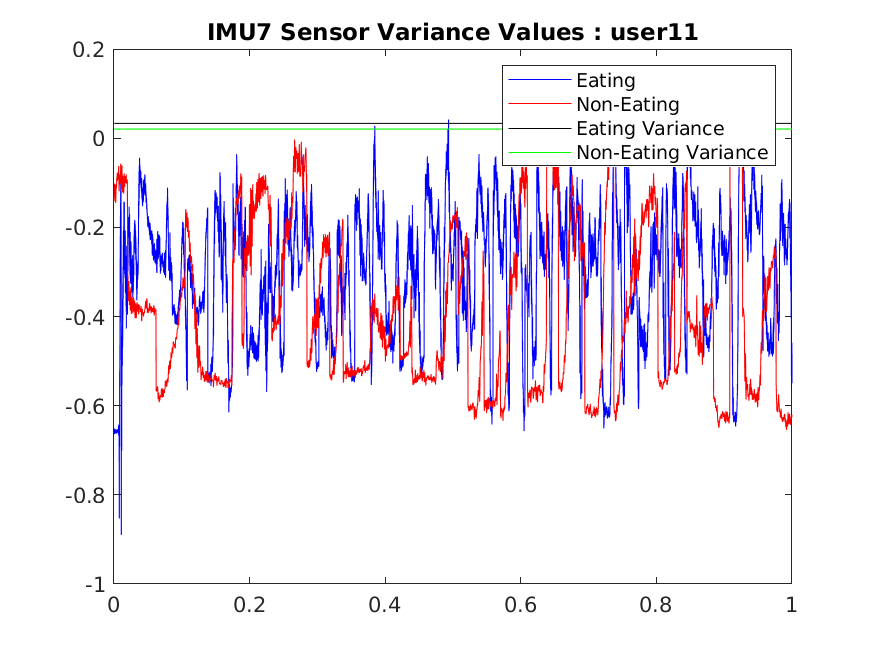 IMU7 Sensor Variance Values : user11
Eating
Non-Eating
Eating Variance
Non-Eating Variance
0.2
0
-0.2
-0.4
-0.6
-0.8
-1
0 0.2 0.4 0.6 0.8 1